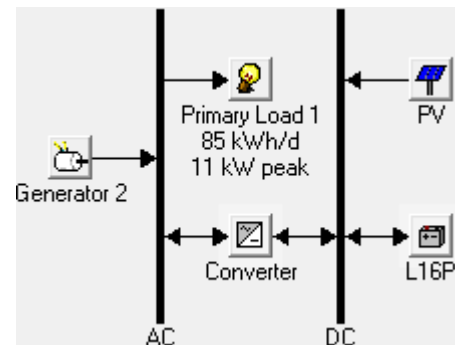 Primary Load 1
85 kWh/d
11 kW peak
PV
Generator 2
Converter
L16P
AC
DC